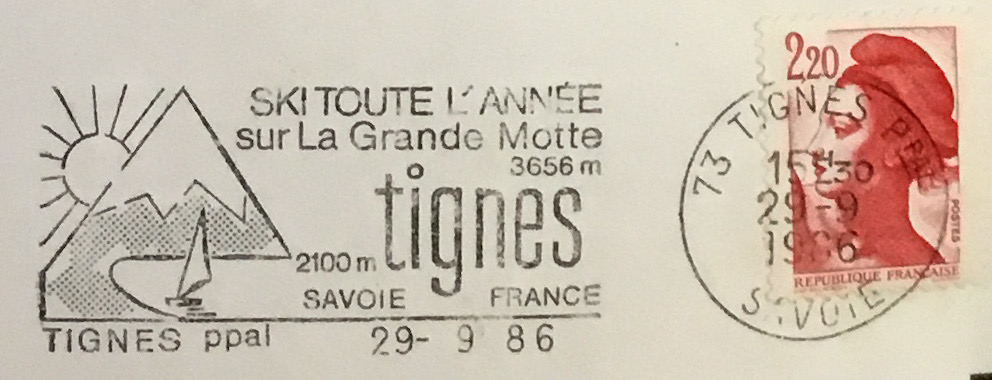 SKI TOUTE L'ANNÉE
sur La Grande Motte
3656 m
tignes
2100 m
SAVOIE FRANCE
TIGNES ppal 29- 9 86
2,20
POSTES
REPUBLIQUE FRANÇAISE
73 TIGNES PPAL
15H30
29-9
1986
SAVOIE